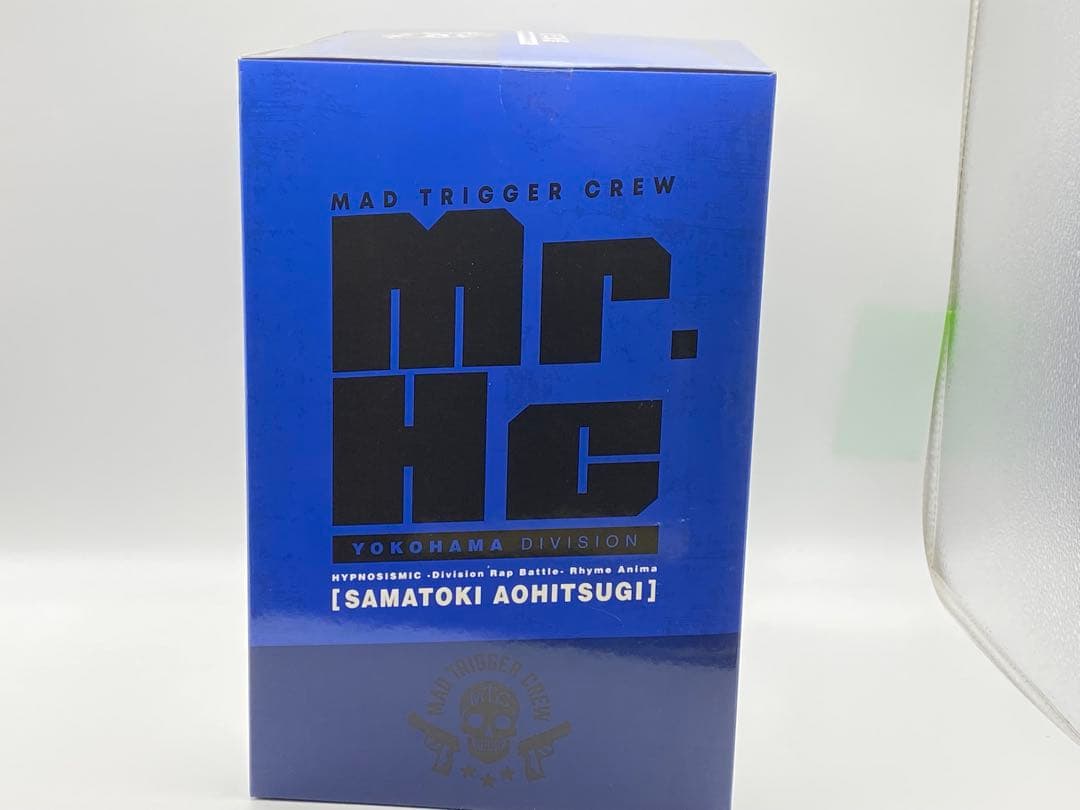 MAD TRIGGER CREW
Mr.
Hc
YOKOHAMA DIVISION
HYPNOSISMIC -Division Rap Battle- Rhyme Anima
[SAMATOKI AOHITSUGI]
MAD TRIGGER CREW